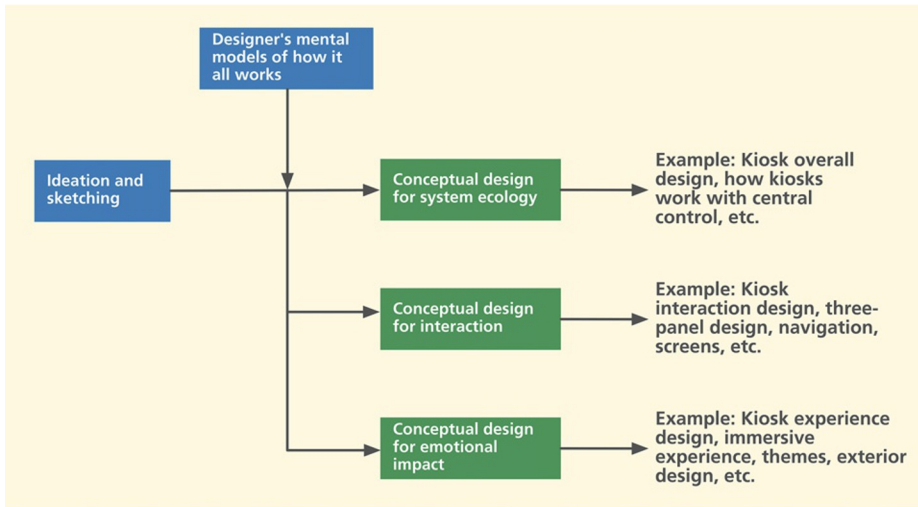 Designer's mental
models of how it
all works
Ideation and
sketching
Conceptual design
for system ecology
Example: Kiosk overall
design, how kiosks
work with central
control, etc.
Conceptual design
for interaction
Example: Kiosk
interaction design, three-
panel design, navigation,
screens, etc.
Conceptual design
for emotional
impact
Example: Kiosk experience
design, immersive
experience, themes, exterior
design, etc.